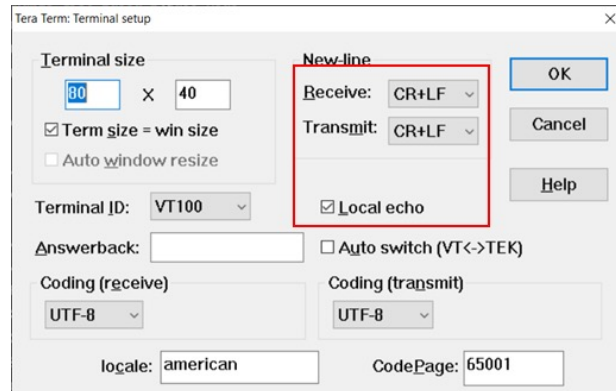 Tera Term: Terminal setup
Terminal size
80 X 40
Term size = win size
Auto window resize
New-line
Receive: CR+LF
Transmit: CR+LF
Local echo
OK
Cancel
Help
Terminal ID: VT100
Answerback:
Auto switch (VT<->TEK)
Coding (receive)
UTF-8
Coding (transmit)
UTF-8
locale: american
CodePage: 65001